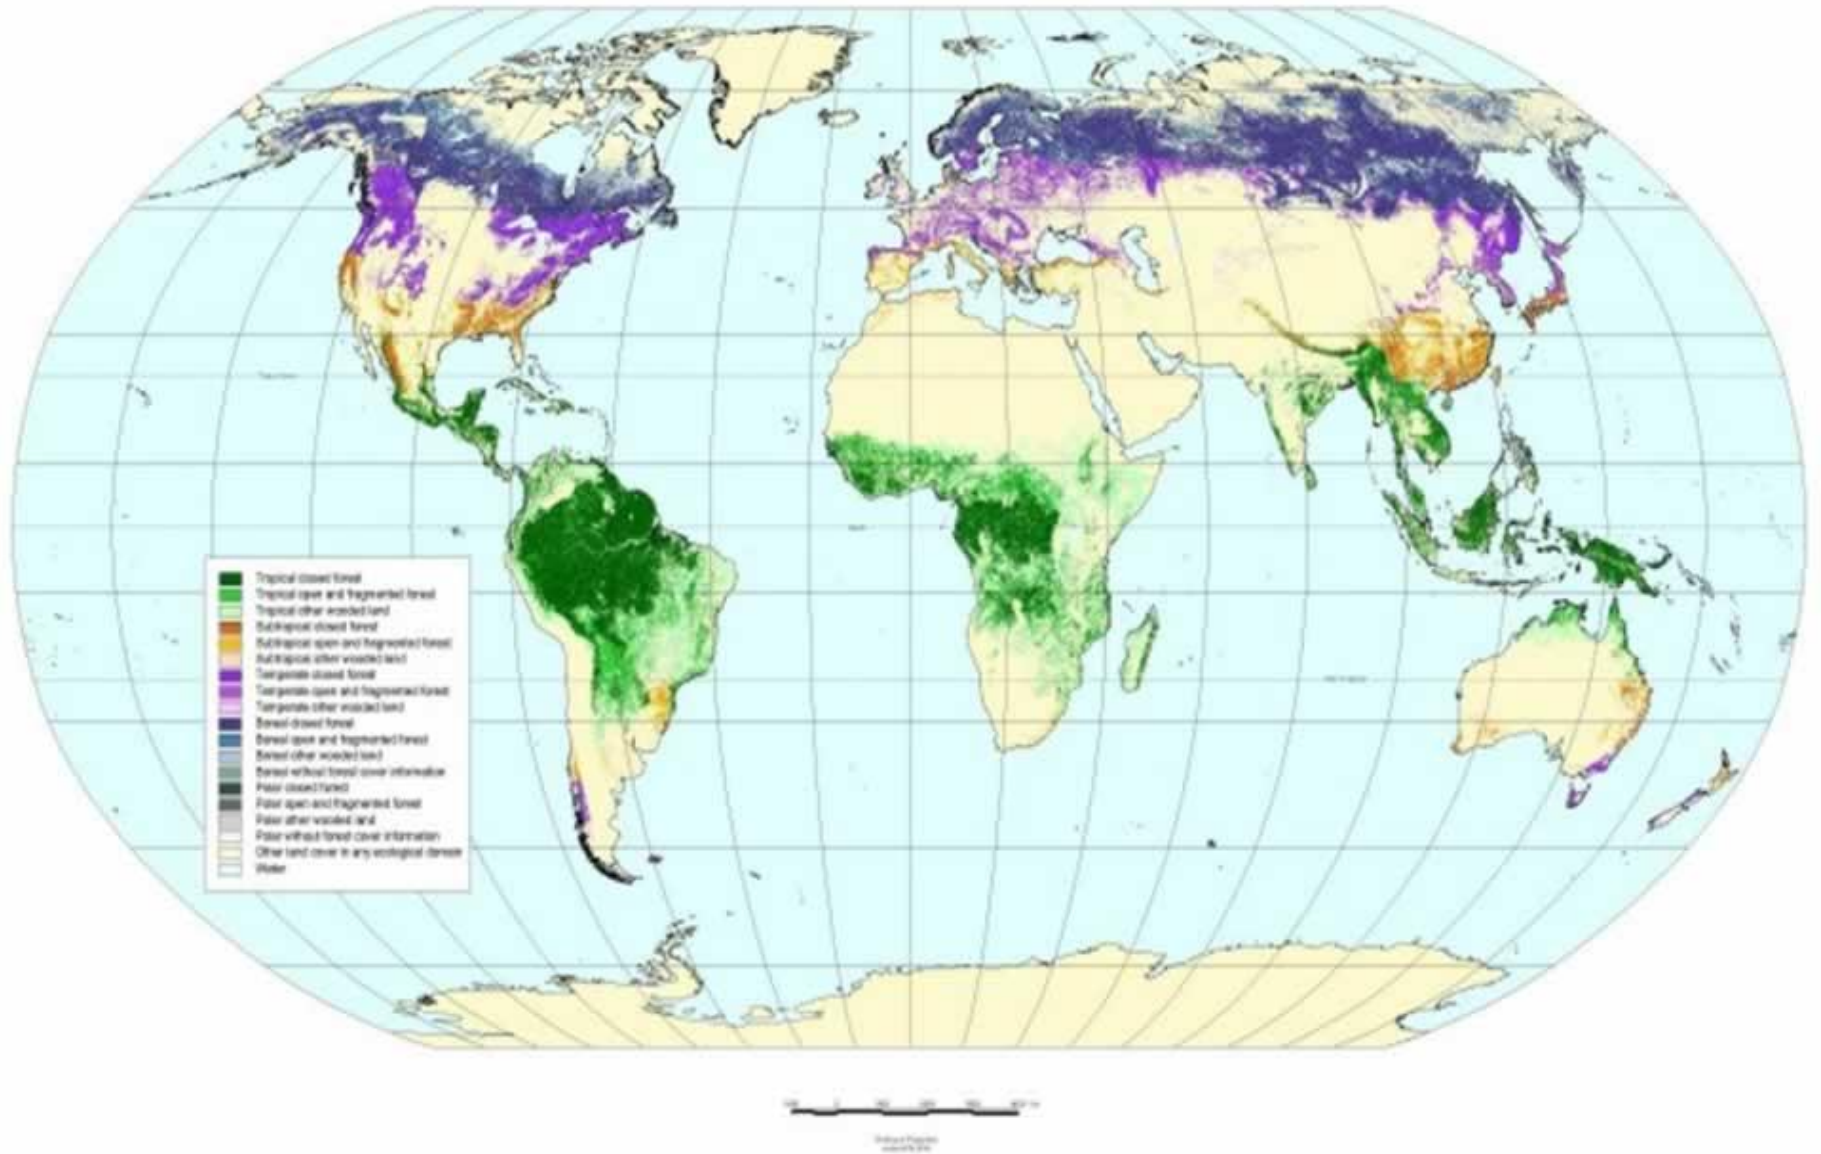 Tropical closed forest
Tropical open and fragmented forest
Tropical other wooded land
Subtropical closed forest
Subtropical open and fragmented forest
Subtropical other wooded land
Temperate closed forest
Temperate open and fragmented forest
Temperate other wooded land
Boreal closed forest
Boreal open and fragmented forest
Boreal other wooded land
Boreal without forest cover information
Polar closed forest
Polar open and fragmented forest
Polar other wooded land
Polar without forest cover information
Other land cover in any ecological domain
Water